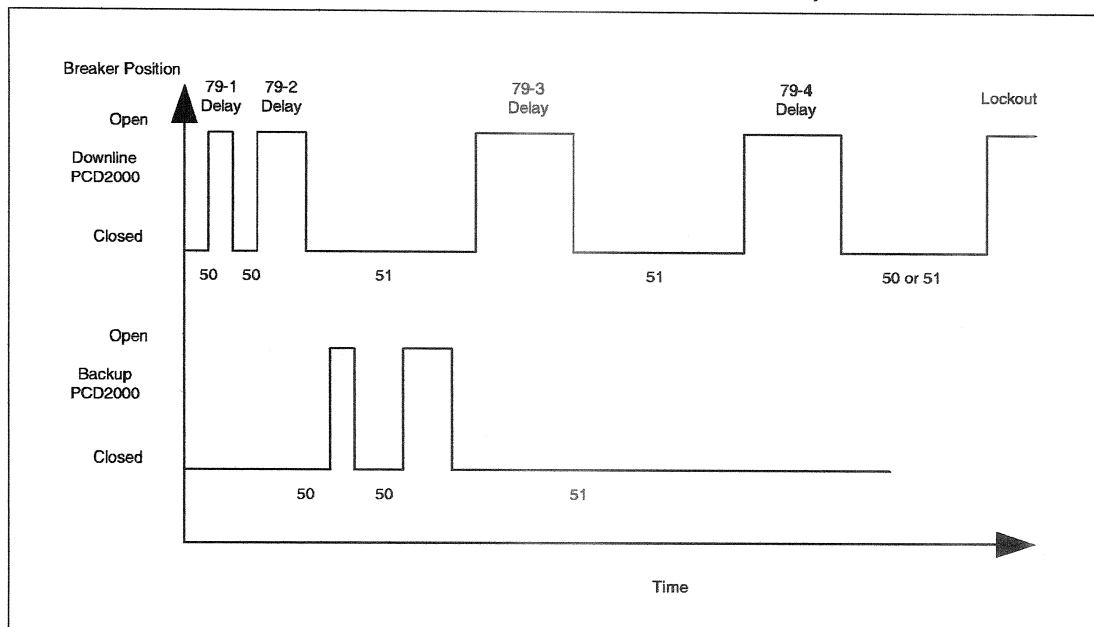 Breaker Position
79-1
Delay
79-2
Delay
79-3
Delay
79-4
Delay
Lockout
Open
Downline
PCD2000
Closed
50
50
51
51
50 or 51
Open
Backup
PCD2000
Closed
50
50
51
Time